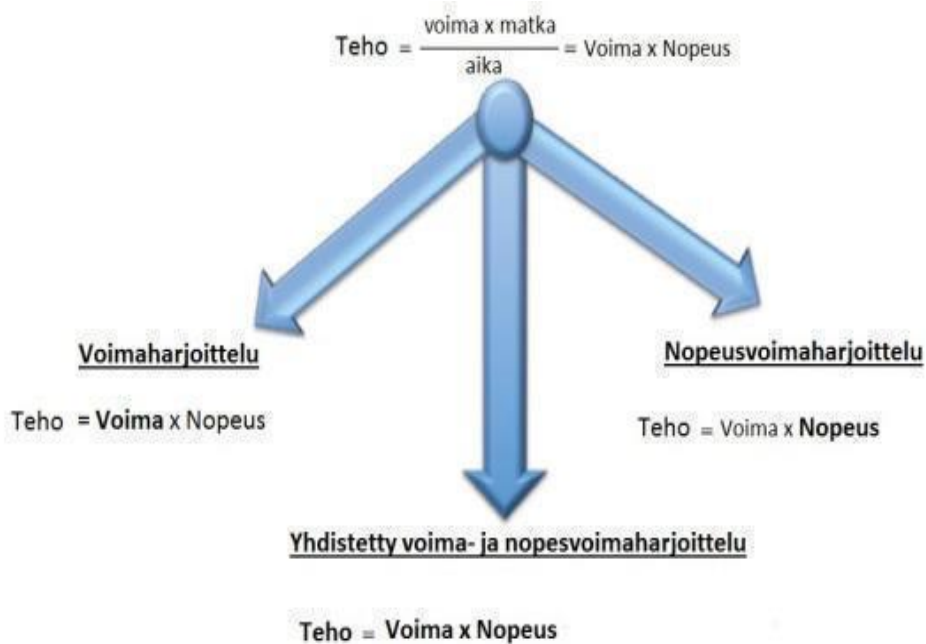 Teho = voima x matka / aika = Voima x Nopeus
Voimaharjoittelu
Teho = Voima x Nopeus
Nopeusvoimaharjoittelu
Teho = Voima x Nopeus
Yhdistetty voima- ja nopesvoimaharjoittelu
Teho = Voima x Nopeus